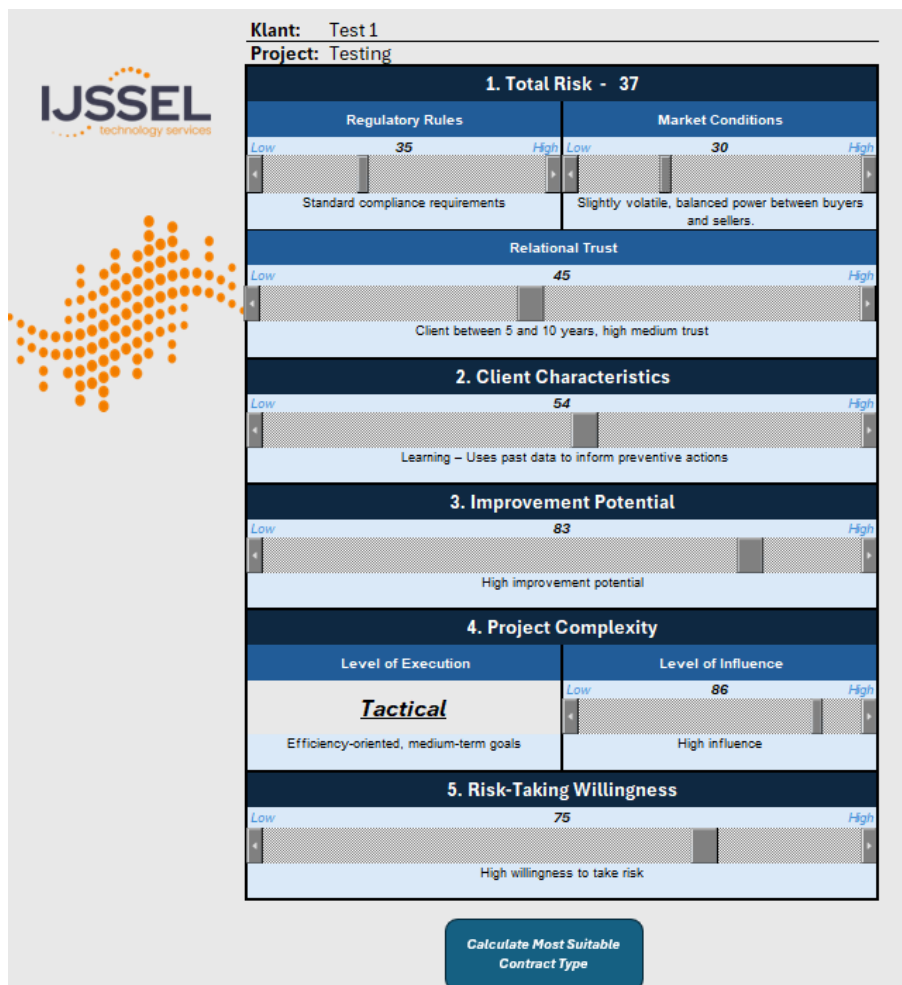 Klant: Test 1
Project: Testing
IJSSEL
technology services
1. Total Risk - 37
Regulatory Rules
Market Conditions
Low 35 High
Low 30 High
Standard compliance requirements
Slightly volatile, balanced power between buyers
and sellers.
Relational Trust
Low 45 High
Client between 5 and 10 years, high medium trust
2. Client Characteristics
Low 54 High
Learning – Uses past data to inform preventive actions
3. Improvement Potential
Low 83 High
High improvement potential
4. Project Complexity
Level of Execution
Level of Influence
Tactical
Low 86 High
Efficiency-oriented, medium-term goals
High influence
5. Risk-Taking Willingness
Low 75 High
High willingness to take risk
Calculate Most Suitable
Contract Type